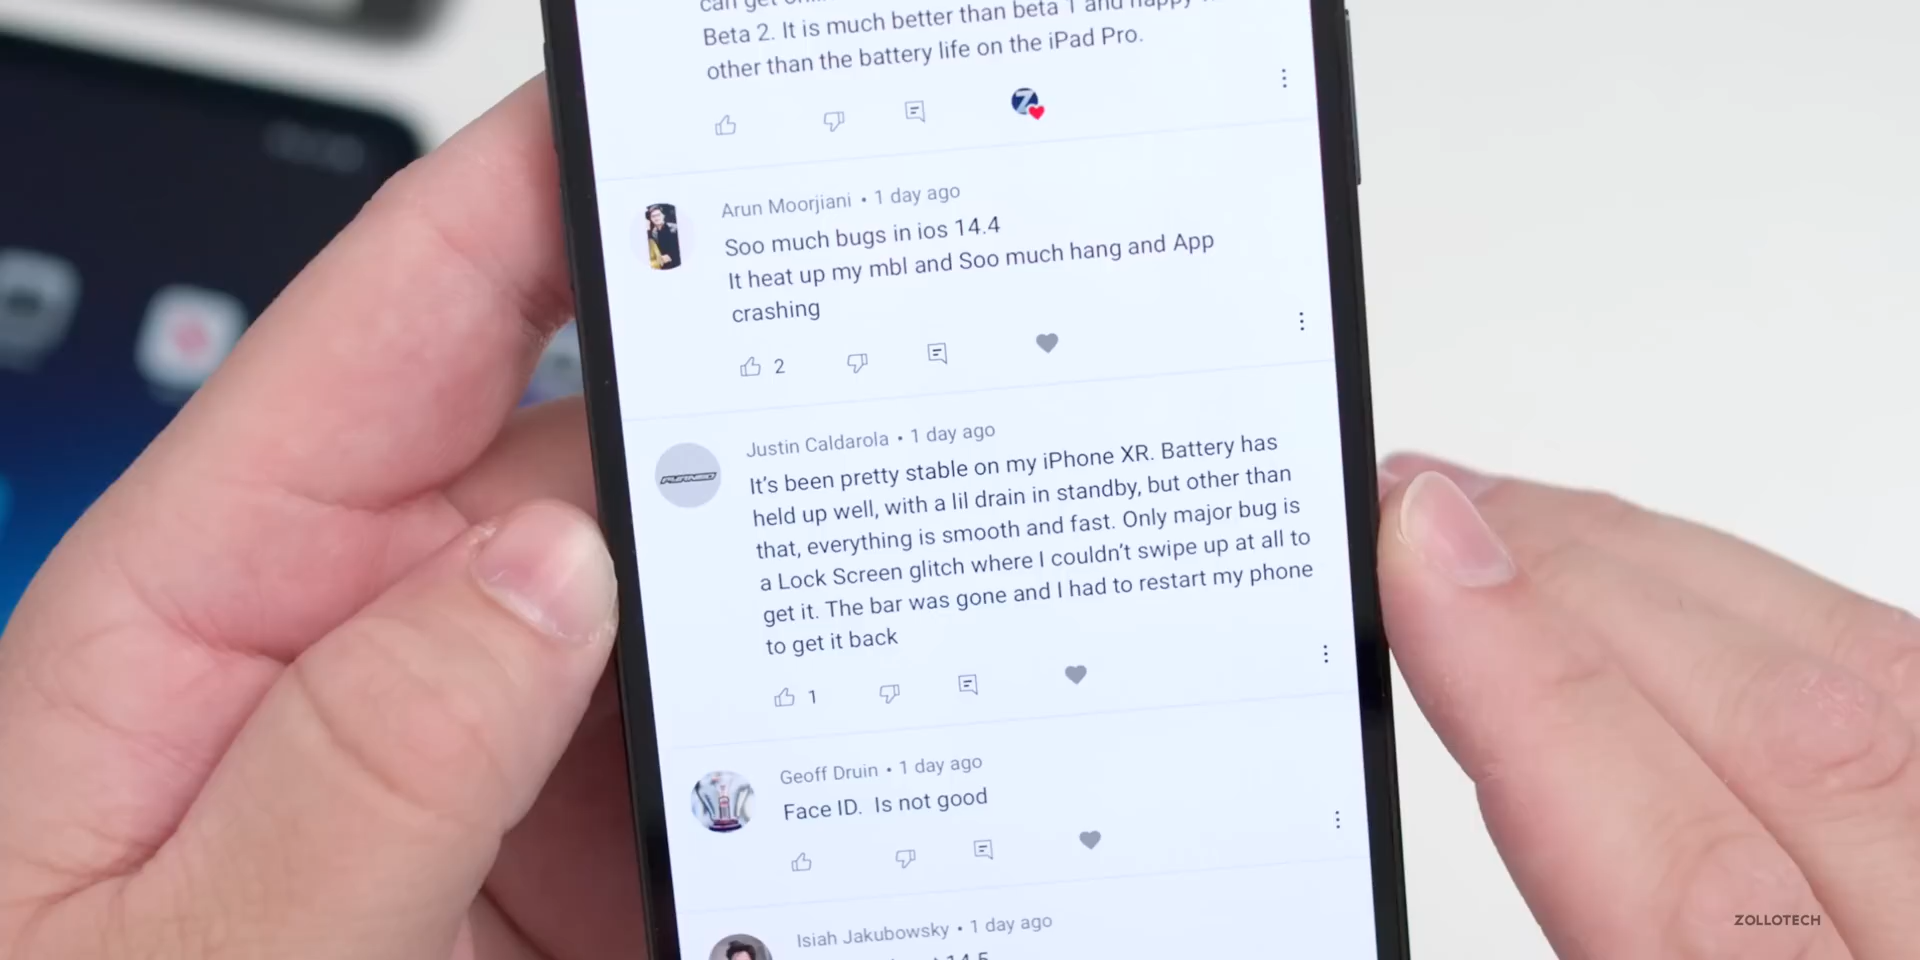 can get
Beta 2. It is much better than beta 1 and happy
other than the battery life on the iPad Pro.
Arun Moorjiani • 1 day ago
Soo much bugs in ios 14.4
It heat up my mbl and Soo much hang and App
crashing
2
Justin Caldarola • 1 day ago
It's been pretty stable on my iPhone XR. Battery has
held up well, with a lil drain in standby, but other than
that, everything is smooth and fast. Only major bug is
a Lock Screen glitch where I couldn't swipe up at all to
get it. The bar was gone and I had to restart my phone
to get it back
1
Geoff Druin • 1 day ago
Face ID.  Is not good
Isiah Jakubowsky • 1 day ago
14.5
ZOLLOTECH